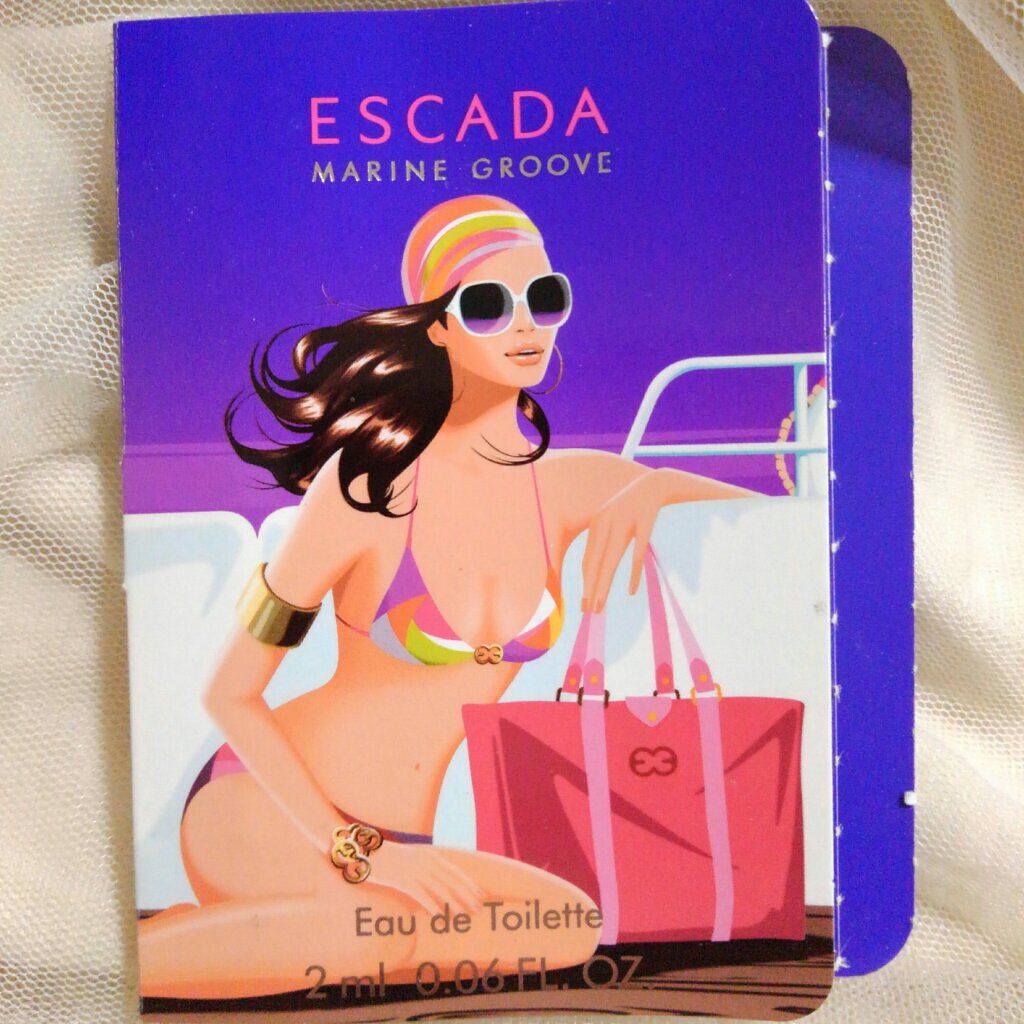 ESCADA
MARINE GROOVE
Eau de Toilette
2 ml 0.06 FL. OZ.